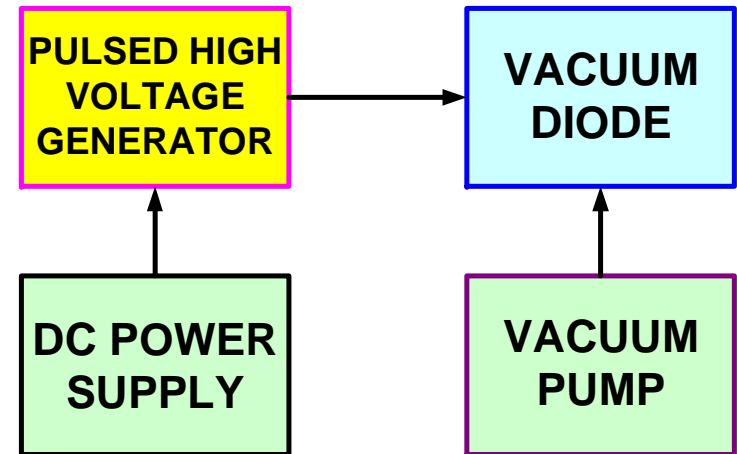 PULSED HIGH
VOLTAGE
GENERATOR
VACUUM
DIODE
DC POWER
SUPPLY
VACUUM
PUMP